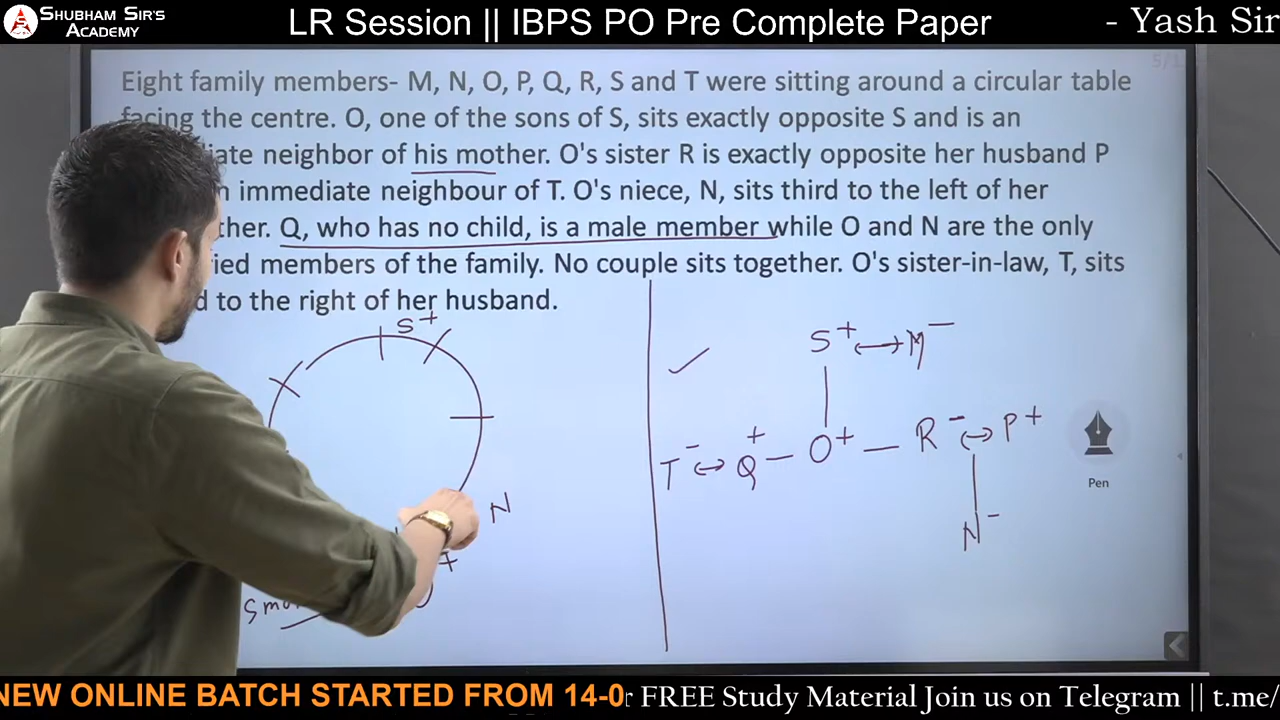 SHUBHAM SIR'S
ACADEMY
LR Session || IBPS PO Pre Complete Paper
- Yash Sir
Eight family members- M, N, O, P, Q, R, S and T were sitting around a circular table
facing the centre. O, one of the sons of S, sits exactly opposite S and is an
iate neighbor of his mother. O's sister R is exactly opposite her husband P
n immediate neighbour of T. O's niece, N, sits third to the left of her
ther. Q, who has no child, is a male member while O and N are the only
ied members of the family. No couple sits together. O's sister-in-law, T, sits
d to the right of her husband.
S+
N
S+ ↔ M-
T- ↔ Q+ — O+ — R- ↔ P+
N-
Pen
NEW ONLINE BATCH STARTED FROM 14-0
r FREE Study Material Join us on Telegram || t.me/